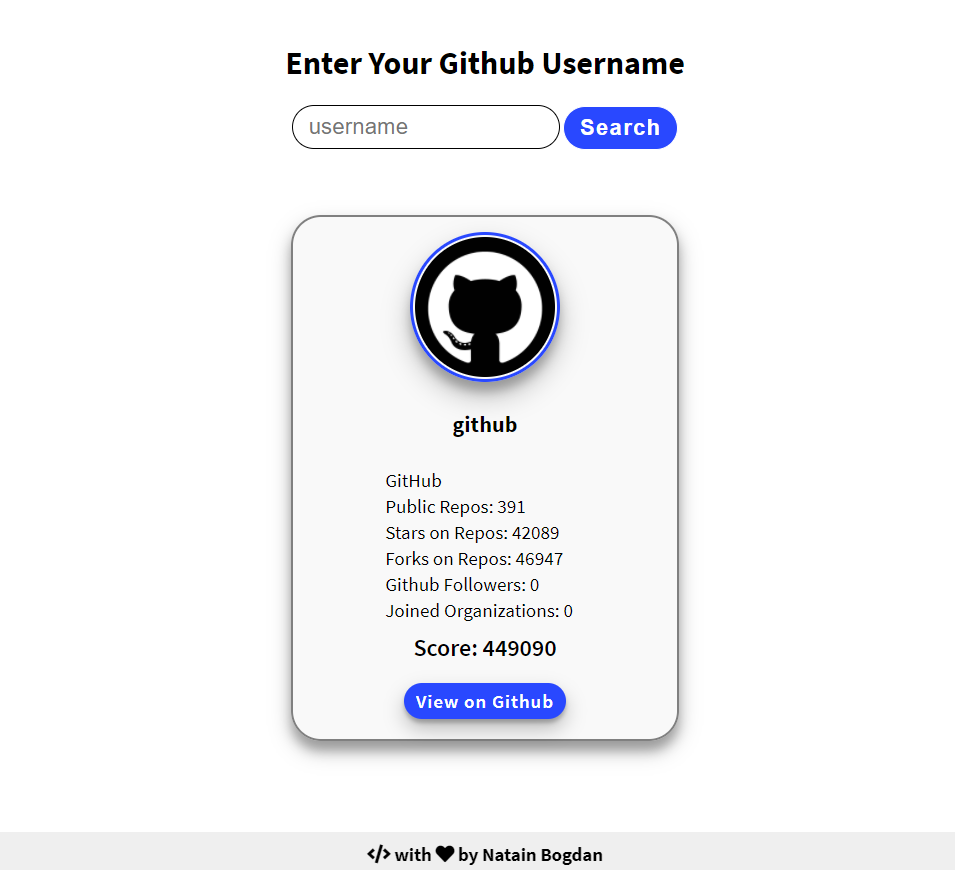 Enter Your Github Username
username Search
github
GitHub
Public Repos: 391
Stars on Repos: 42089
Forks on Repos: 46947
Github Followers: 0
Joined Organizations: 0
Score: 449090
View on Github
with by Natain Bogdan